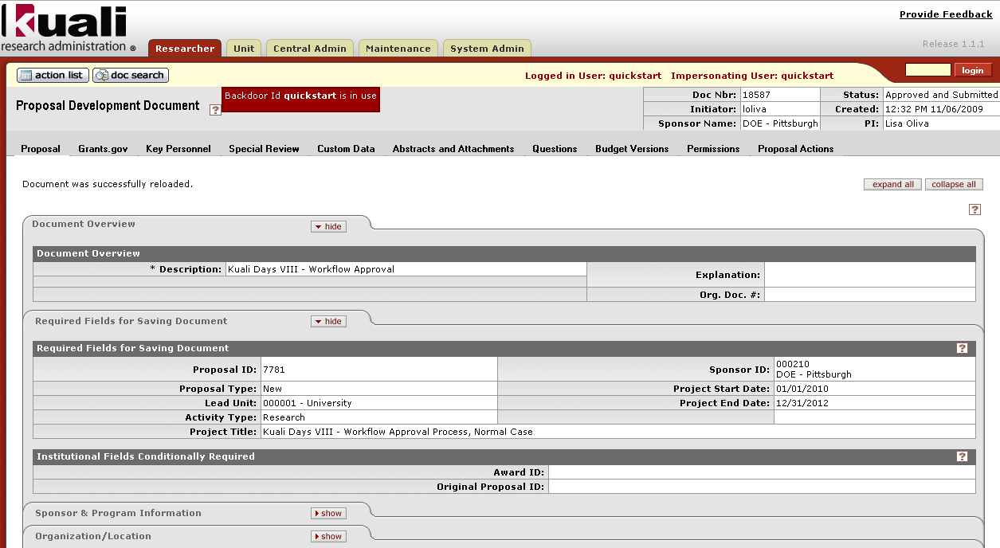 Kuali
research administration ®
Provide Feedback
Release 1.1.1
Researcher Unit Central Admin Maintenance System Admin
action list doc search
Logged in User: quickstart Impersonating User: quickstart
login
Proposal Development Document ?
Backdoor Id quickstart is in use
Doc Nbr: 18587 Status: Approved and Submitted
Initiator: loliva Created: 12:32 PM 11/06/2009
Sponsor Name: DOE - Pittsburgh PI: Lisa Oliva
Proposal Grants.gov Key Personnel Special Review Custom Data Abstracts and Attachments Questions Budget Versions Permissions Proposal Actions
Document was successfully reloaded.
expand all collapse all
?
Document Overview hide
Document Overview
* Description: Kuali Days VIII - Workflow Approval
Explanation:
Org. Doc. #:
Required Fields for Saving Document hide
Required Fields for Saving Document ?
Proposal ID: 7781 Sponsor ID: 000210
DOE - Pittsburgh
Proposal Type: New Project Start Date: 01/01/2010
Lead Unit: 000001 - University Project End Date: 12/31/2012
Activity Type: Research
Project Title: Kuali Days VIII - Workflow Approval Process, Normal Case
Institutional Fields Conditionally Required ?
Award ID:
Original Proposal ID:
Sponsor & Program Information show
Organization/Location show